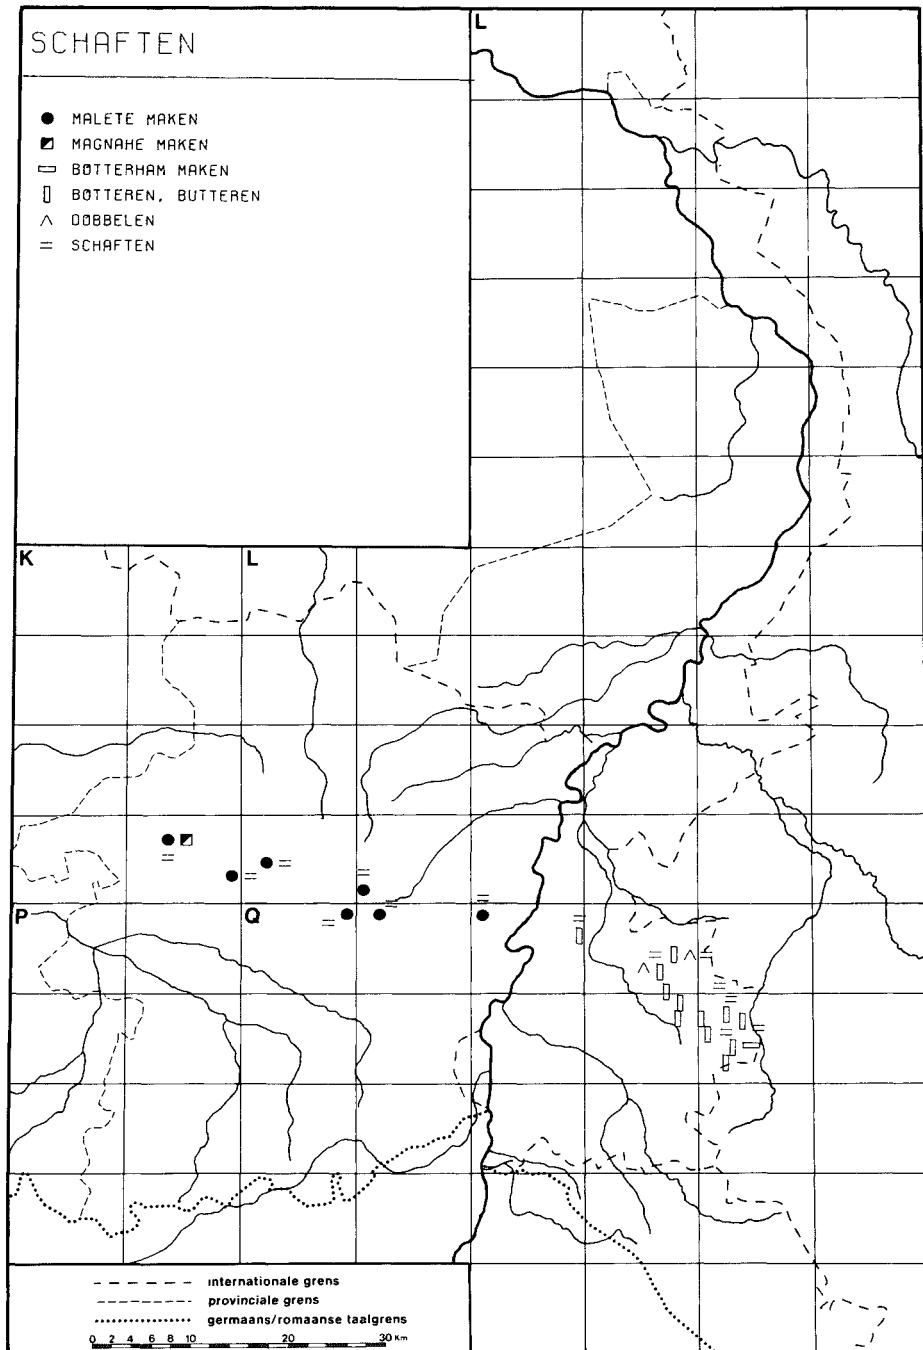 SCHAFTEN
MALETE MAKEN
MAGNAHE MAKEN
BOTTERHAM MAKEN
BOTTEREN, BUTTEREN
DOBBELEN
SCHAFTEN
L
K
L
P
Q
internationale grens
provinciale grens
germaans/romaanse taalgrens
0 2 4 6 8 10 20 30 Km